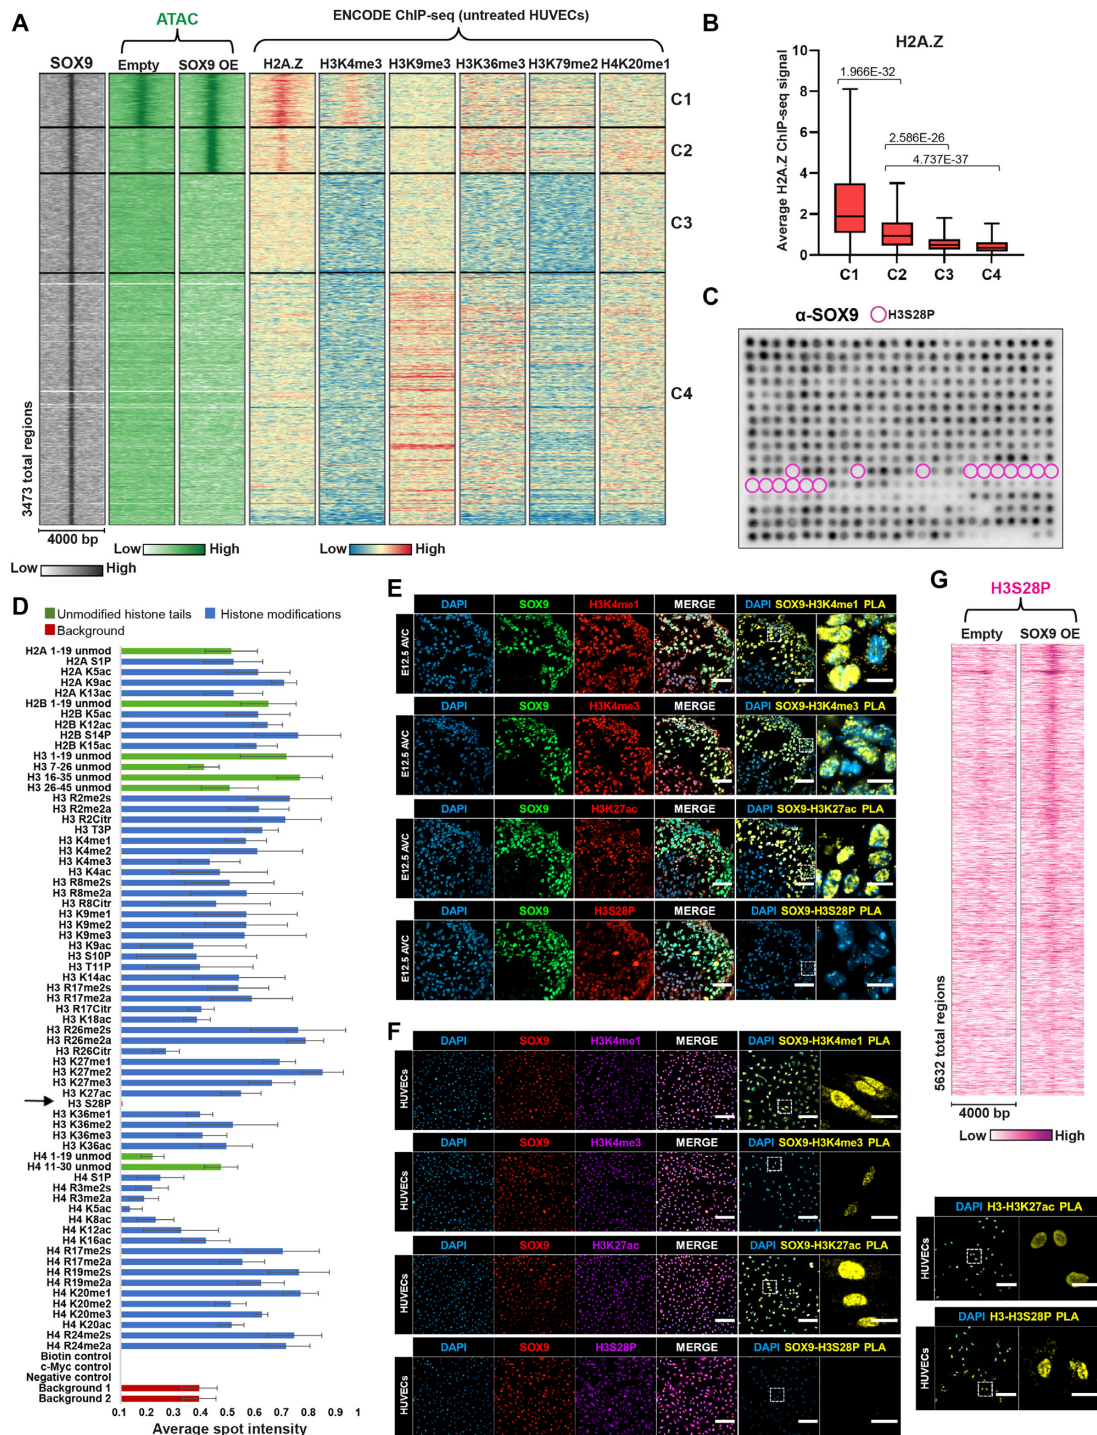 A
ATAC
ENCODE ChIP-seq (untreated HUVECs)
SOX9
Empty
SOX9 OE
H2A.Z
H3K4me3
H3K9me3
H3K36me3
H3K79me2
H4K20me1
C1
C2
C3
C4
3473 total regions
4000 bp
Low
High
Low
High
Low
High
B
H2A.Z
Average H2A.Z ChIP-seq signal
10
8
6
4
2
0
1.966E-32
2.586E-26
4.737E-37
C1
C2
C3
C4
C
α-SOX9
H3S28P
D
Unmodified histone tails
Histone modifications
Background
H2A 1-19 unmod
H2A S1P
H2A K5ac
H2A K9ac
H2A K13ac
H2B 1-19 unmod
H2B K5ac
H2B K12ac
H2B S14P
H2B K15ac
H3 1-19 unmod
H3 7-26 unmod
H3 16-35 unmod
H3 26-45 unmod
H3 R2me2s
H3 R2me2a
H3 R2Citr
H3 T3P
H3 K4me1
H3 K4me2
H3 K4me3
H3 K4ac
H3 R8me2s
H3 R8me2a
H3 R8Citr
H3 K9me1
H3 K9me2
H3 K9me3
H3 K9ac
H3 S10P
H3 T11P
H3 K14ac
H3 R17me2s
H3 R17me2a
H3 R17Citr
H3 K18ac
H3 R26me2s
H3 R26me2a
H3 R26Citr
H3 K27me1
H3 K27me2
H3 K27me3
H3 K27ac
H3 S28P
H3 K36me1
H3 K36me2
H3 K36me3
H3 K36ac
H4 1-19 unmod
H4 11-30 unmod
H4 S1P
H4 R3me2s
H4 R3me2a
H4 K5ac
H4 K8ac
H4 K12ac
H4 K16ac
H4 R17me2s
H4 R17me2a
H4 R19me2s
H4 R19me2a
H4 K20me1
H4 K20me2
H4 K20me3
H4 K20ac
H4 R24me2s
H4 R24me2a
Biotin control
c-Myc control
Negative control
Background 1
Background 2
0.1 0.2 0.3 0.4 0.5 0.6 0.7 0.8 0.9 1
Average spot intensity
E
DAPI SOX9 H3K4me1 MERGE DAPI SOX9-H3K4me1 PLA
E12.5 AVC
DAPI SOX9 H3K4me3 MERGE DAPI SOX9-H3K4me3 PLA
E12.5 AVC
DAPI SOX9 H3K27ac MERGE DAPI SOX9-H3K27ac PLA
E12.5 AVC
DAPI SOX9 H3S28P MERGE DAPI SOX9-H3S28P PLA
E12.5 AVC
F
DAPI SOX9 H3K4me1 MERGE DAPI SOX9-H3K4me1 PLA
HUVECs
DAPI SOX9 H3K4me3 MERGE DAPI SOX9-H3K4me3 PLA
HUVECs
DAPI SOX9 H3K27ac MERGE DAPI SOX9-H3K27ac PLA
HUVECs
DAPI SOX9 H3S28P MERGE DAPI SOX9-H3S28P PLA
HUVECs
DAPI H3-H3K27ac PLA
HUVECs
DAPI H3-H3S28P PLA
HUVECs
G
H3S28P
Empty
SOX9 OE
5632 total regions
4000 bp
Low
High